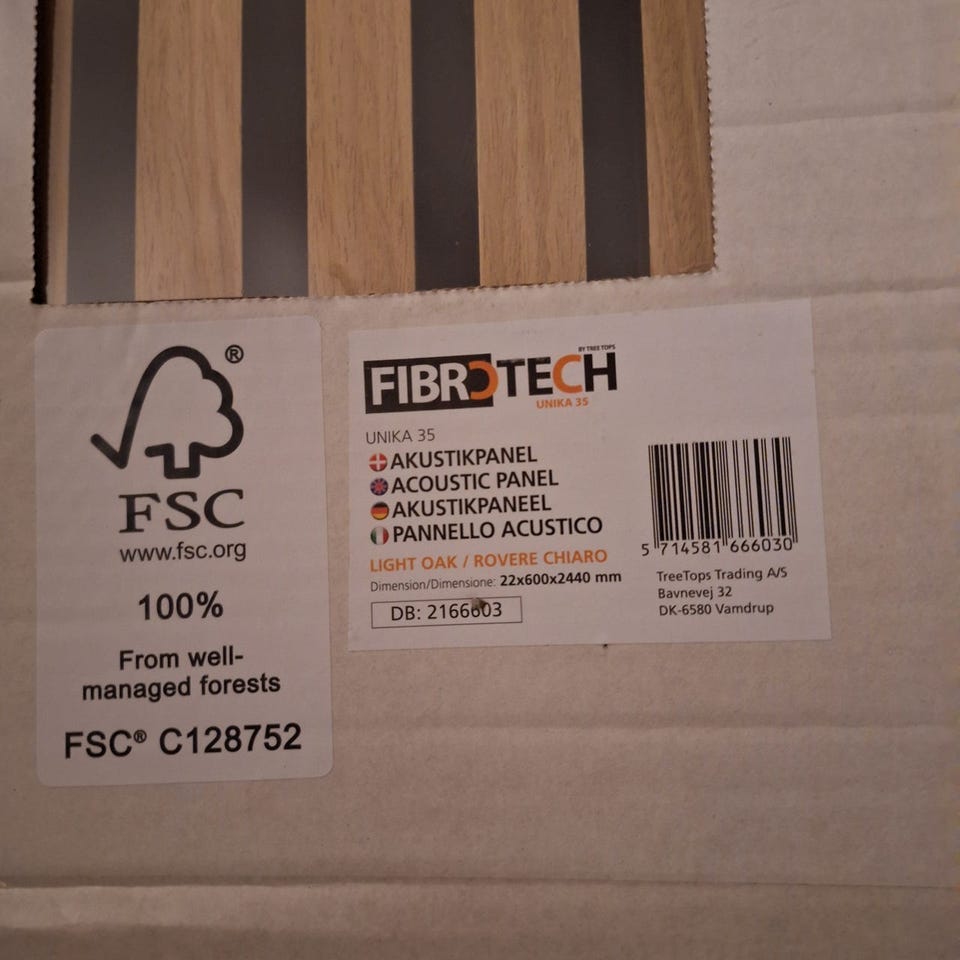 ®
FSC
www.fsc.org
100%
From well-
managed forests
FSC® C128752
BY TREE TOPS
FIBROTECH
UNIKA 35
UNIKA 35
AKUSTIKPANEL
ACOUSTIC PANEL
AKUSTIKPANEEL
PANNELLO ACUSTICO
LIGHT OAK / ROVERE CHIARO
Dimension/Dimensione: 22x600x2440 mm
DB: 2166603
5 714581 666030
TreeTops Trading A/S
Bavnevej 32
DK-6580 Vamdrup